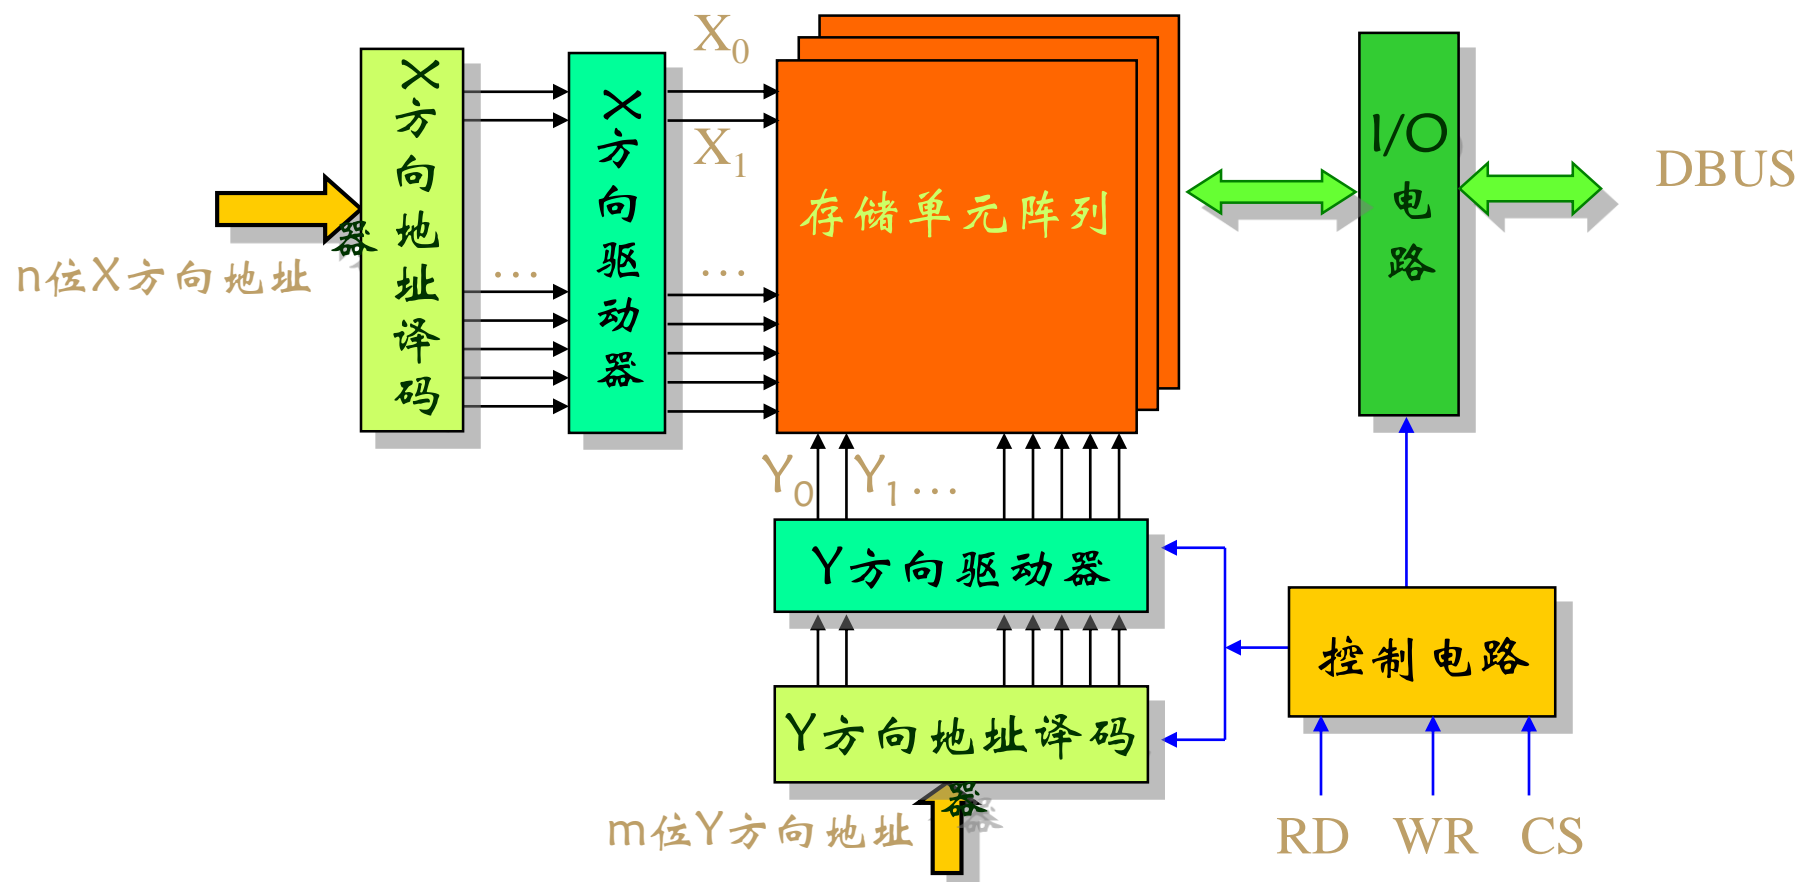 X₀
X₁
X方向地址译码器
X方向驱动器
存储单元阵列
I/O电路
DBUS
n位X方向地址
…
…
Y₀
Y₁ …
Y方向驱动器
控制电路
Y方向地址译码器
m位Y方向地址
RD
WR
CS